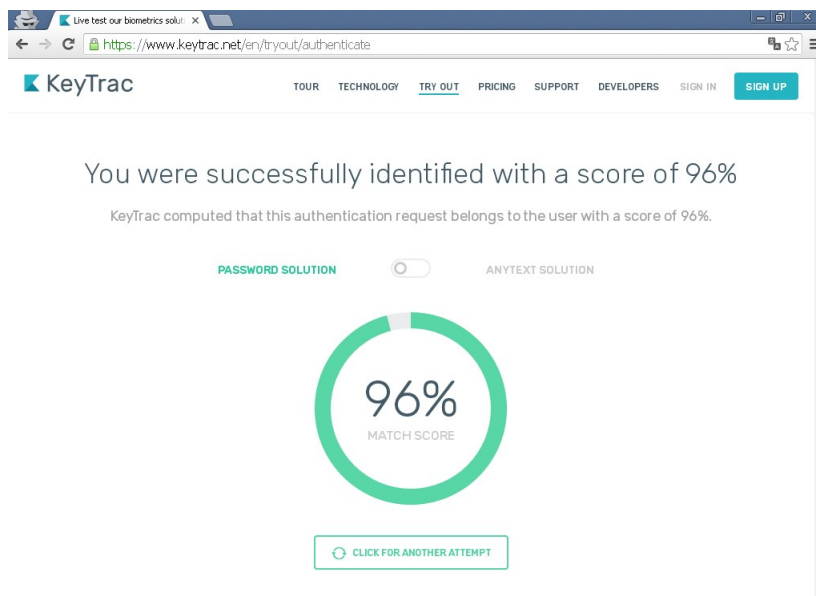 Live test our biometrics soluti
https://www.keytrac.net/en/tryout/authenticate
KeyTrac TOUR TECHNOLOGY TRY OUT PRICING SUPPORT DEVELOPERS SIGN IN SIGN UP
You were successfully identified with a score of 96%
KeyTrac computed that this authentication request belongs to the user with a score of 96%.
PASSWORD SOLUTION ANYTEXT SOLUTION
96%
MATCH SCORE
CLICK FOR ANOTHER ATTEMPT